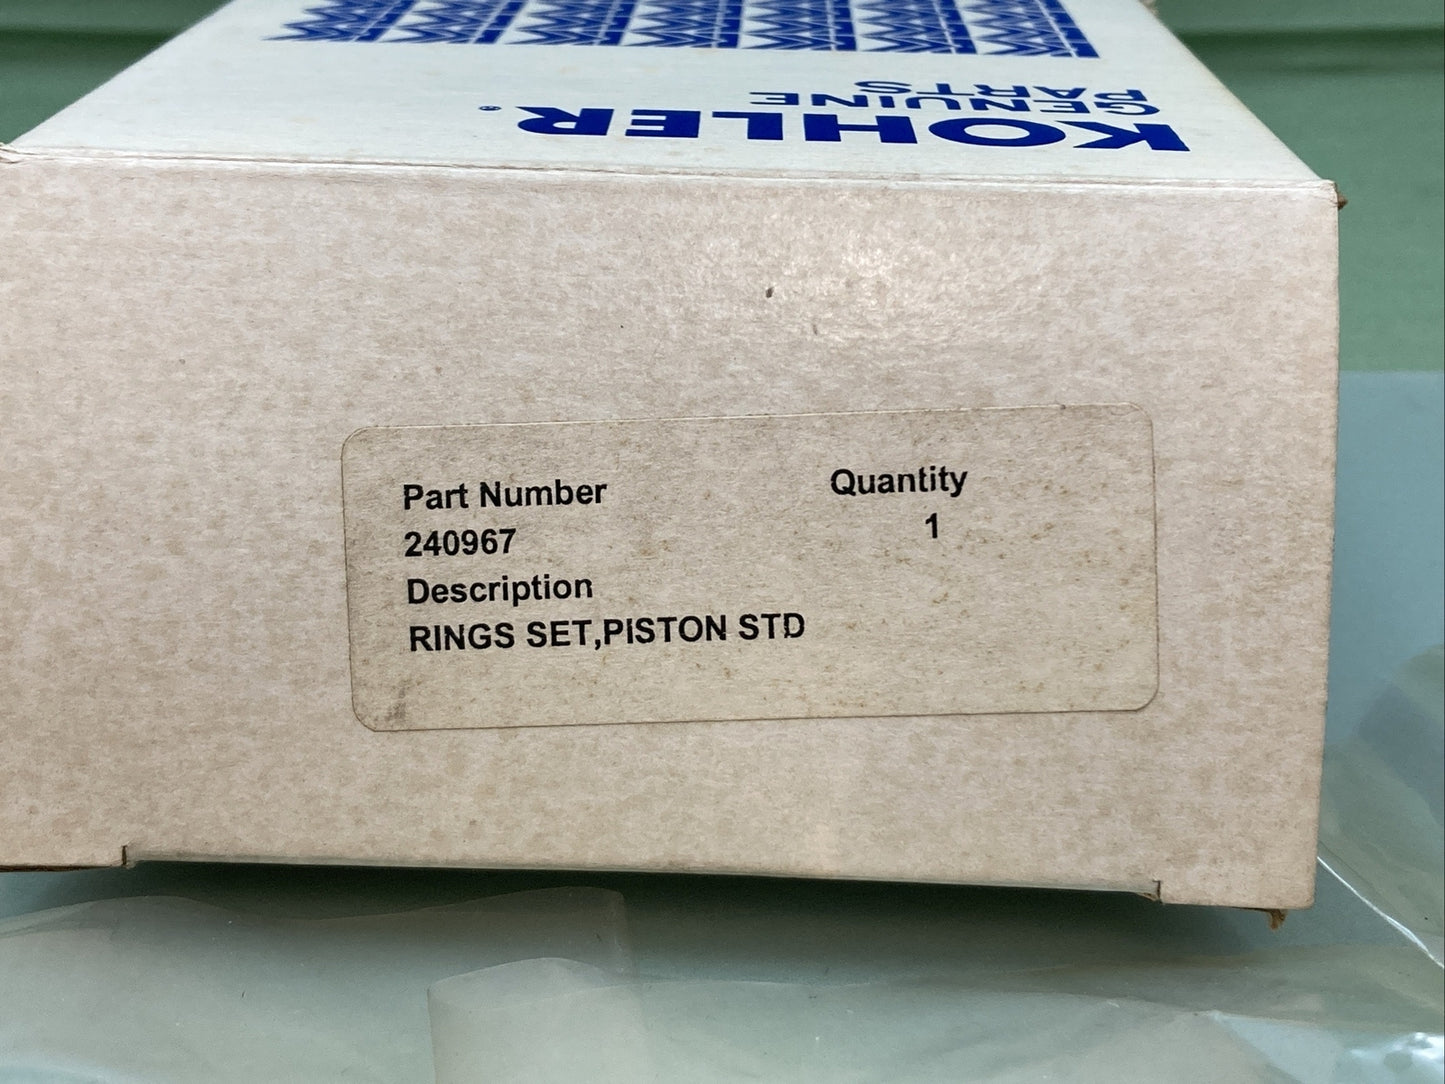 KOHLER®
GENUINE
PARTS
Part Number
240967
Description
RINGS SET,PISTON STD
Quantity
1